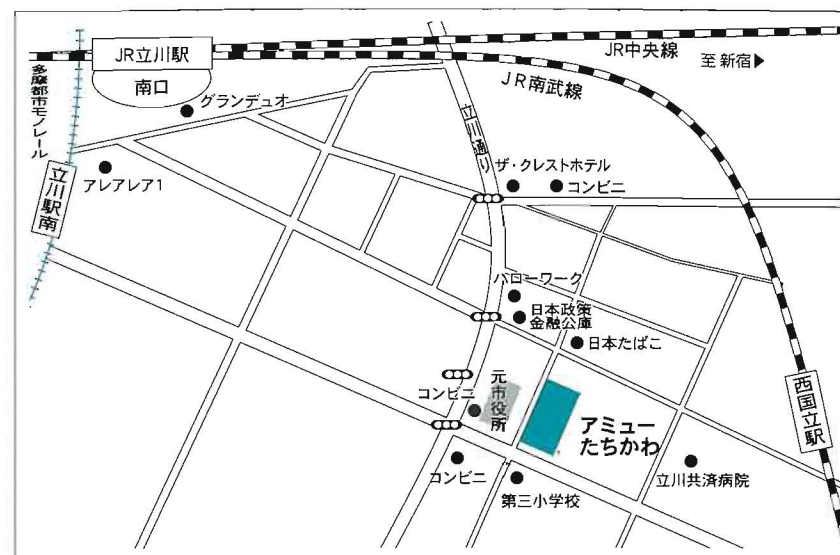 JR立川駅
南口
JR中央線
至 新宿▶
JR南武線
多摩都市モノレール
グランデュオ
立川通り
アレアレア1
立川駅南
ザ・クレストホテル
コンビニ
ハローワーク
日本政策
金融公庫
日本たばこ
コンビニ
元市役所
アミュー
たちかわ
西国立駅
コンビニ
第三小学校
立川共済病院